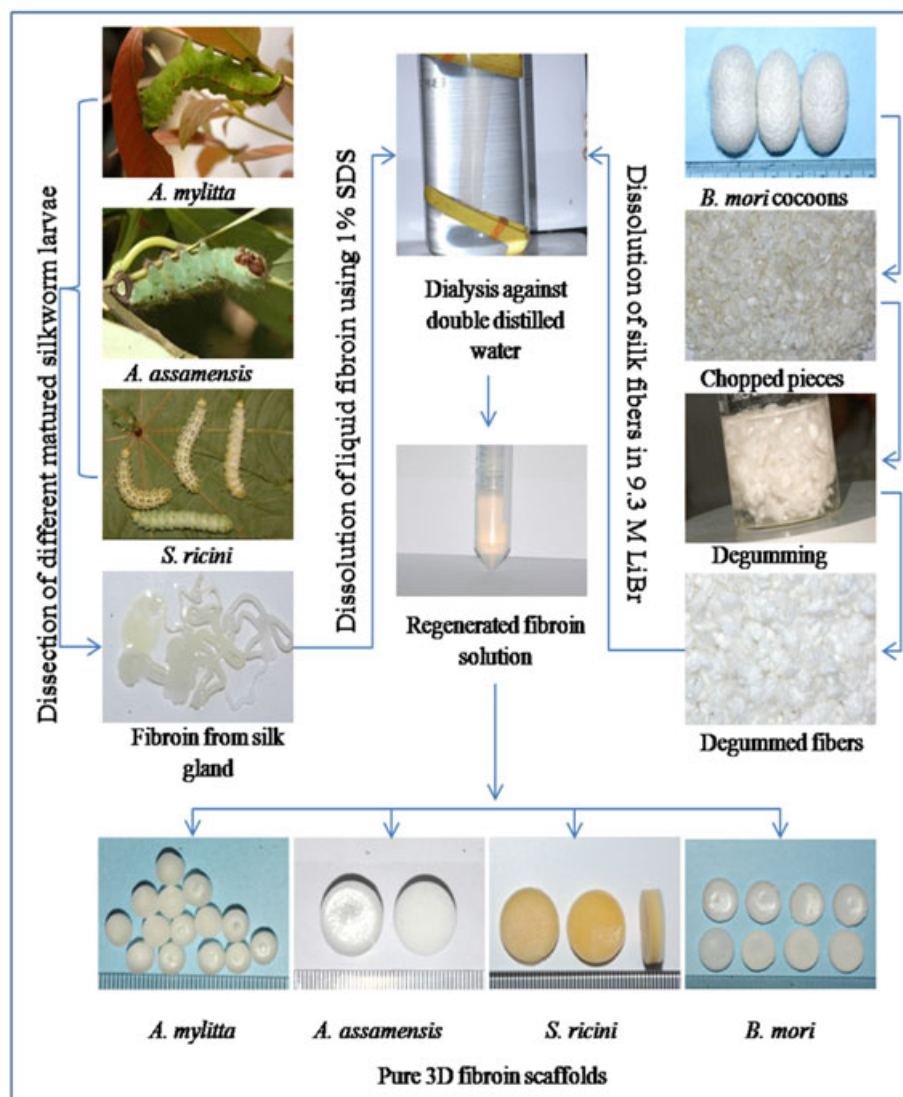 Dissection of different matured silkworm larvae
A. mylitta
A. assamensis
S. ricini
Fibroin from silk
gland
Dissolution of liquid fibroin using 1% SDS
Dialysis against
double distilled
water
Regenerated fibroin
solution
Dissolution of silk fibers in 9.3 M LiBr
B. mori cocoons
Chopped pieces
Degumming
Degummed fibers
A. mylitta
A. assamensis
S. ricini
B. mori
Pure 3D fibroin scaffolds